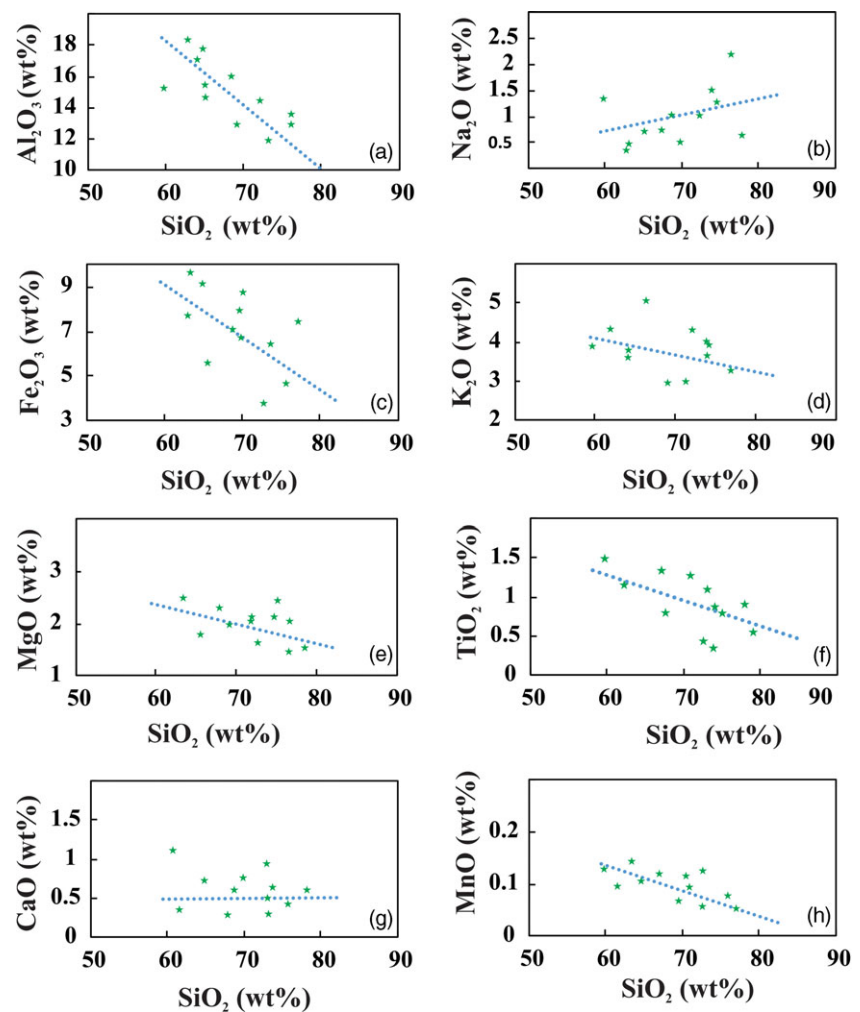 Al₂O₃ (wt%)
18
16
14
12
10
(a)
50 60 70 80 90
SiO₂ (wt%)
Na₂O (wt%)
2.5
2
1.5
1
0.5
(b)
50 60 70 80 90
SiO₂ (wt%)
Fe₂O₃ (wt%)
9
7
5
3
(c)
50 60 70 80 90
SiO₂ (wt%)
K₂O (wt%)
5
4
3
2
(d)
50 60 70 80 90
SiO₂ (wt%)
MgO (wt%)
3
2
1
(e)
50 60 70 80 90
SiO₂ (wt%)
TiO₂ (wt%)
1.5
1
0.5
0
(f)
50 60 70 80 90
SiO₂ (wt%)
CaO (wt%)
1.5
1
0.5
0
(g)
50 60 70 80 90
SiO₂ (wt%)
MnO (wt%)
0.2
0.1
0
(h)
50 60 70 80 90
SiO₂ (wt%)